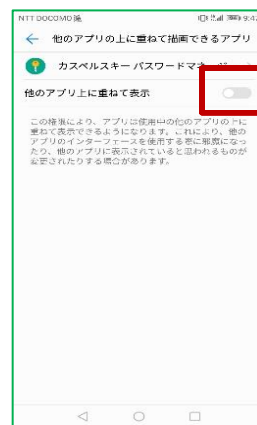 NTT DOCOMO 9:42
← 他のアプリの上に重ねて描画できるアプリ
カスペルスキー パスワードマネ
他のアプリ上に重ねて表示
この権限により、アプリは使用中の他のアプリの上に
重ねて表示できるようになります。これにより、他の
アプリのインターフェースを使用する際に邪魔になっ
たり、他のアプリに表示されていると思われるものが
変更されたりする場合があります。